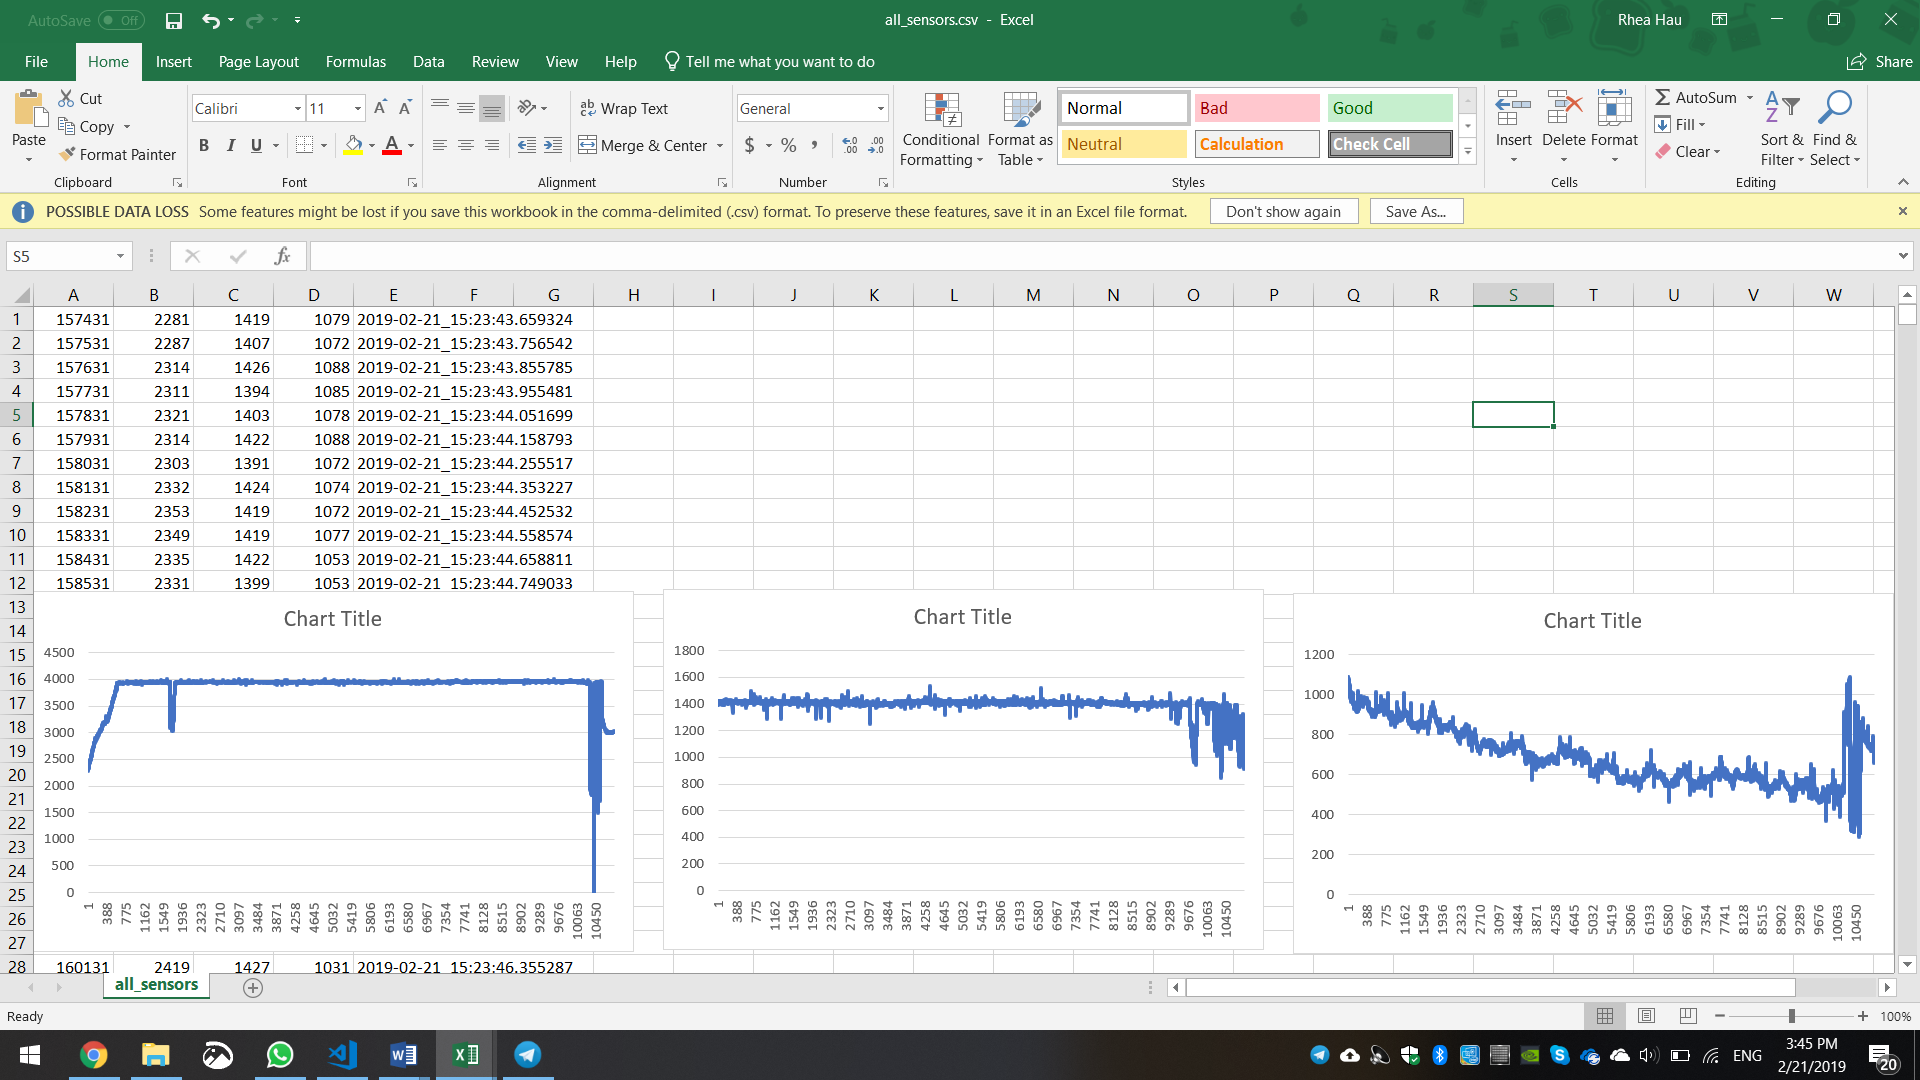 AutoSave Off
all_sensors.csv - Excel
Rhea Hau
File Home Insert Page Layout Formulas Data Review View Help Tell me what you want to do Share
Paste
Cut
Copy
Format Painter
Clipboard
Calibri 11
B I U
Font
Wrap Text
Merge & Center
Alignment
General
$ % ,
Number
Conditional Formatting
Format as Table
Normal Bad Good
Neutral Calculation Check Cell
Styles
Insert Delete Format
Cells
AutoSum
Fill
Clear
Sort & Filter
Find & Select
Editing
POSSIBLE DATA LOSS Some features might be lost if you save this workbook in the comma-delimited (.csv) format. To preserve these features, save it in an Excel file format. Don't show again Save As...
S5 fx
A B C D E F G H I J K L M N O P Q R S T U V W
1 157431 2281 1419 1079 2019-02-21_15:23:43.659324
2 157531 2287 1407 1072 2019-02-21_15:23:43.756542
3 157631 2314 1426 1088 2019-02-21_15:23:43.855785
4 157731 2311 1394 1085 2019-02-21_15:23:43.955481
5 157831 2321 1403 1078 2019-02-21_15:23:44.051699
6 157931 2314 1422 1088 2019-02-21_15:23:44.158793
7 158031 2303 1391 1072 2019-02-21_15:23:44.255517
8 158131 2332 1424 1074 2019-02-21_15:23:44.353227
9 158231 2353 1419 1072 2019-02-21_15:23:44.452532
10 158331 2349 1419 1077 2019-02-21_15:23:44.558574
11 158431 2335 1422 1053 2019-02-21_15:23:44.658811
12 158531 2331 1399 1053 2019-02-21_15:23:44.749033
13
14
15
16
17
18
19
20
21
22
23
24
25
26
27
Chart Title
4500
4000
3500
3000
2500
2000
1500
1000
500
0
1 388 775 1162 1549 1936 2323 2710 3097 3484 3871 4258 4645 5032 5419 5806 6193 6580 6967 7354 7741 8128 8515 8902 9289 9676 10063 10450
Chart Title
1800
1600
1400
1200
1000
800
600
400
200
0
1 388 775 1162 1549 1936 2323 2710 3097 3484 3871 4258 4645 5032 5419 5806 6193 6580 6967 7354 7741 8128 8515 8902 9289 9676 10063 10450
Chart Title
1200
1000
800
600
400
200
0
1 388 775 1162 1549 1936 2323 2710 3097 3484 3871 4258 4645 5032 5419 5806 6193 6580 6967 7354 7741 8128 8515 8902 9289 9676 10063 10450
28 160131 2419 1427 1031 2019-02-21_15:23:46.355287
all_sensors
Ready
100%
ENG
3:45 PM
2/21/2019
20